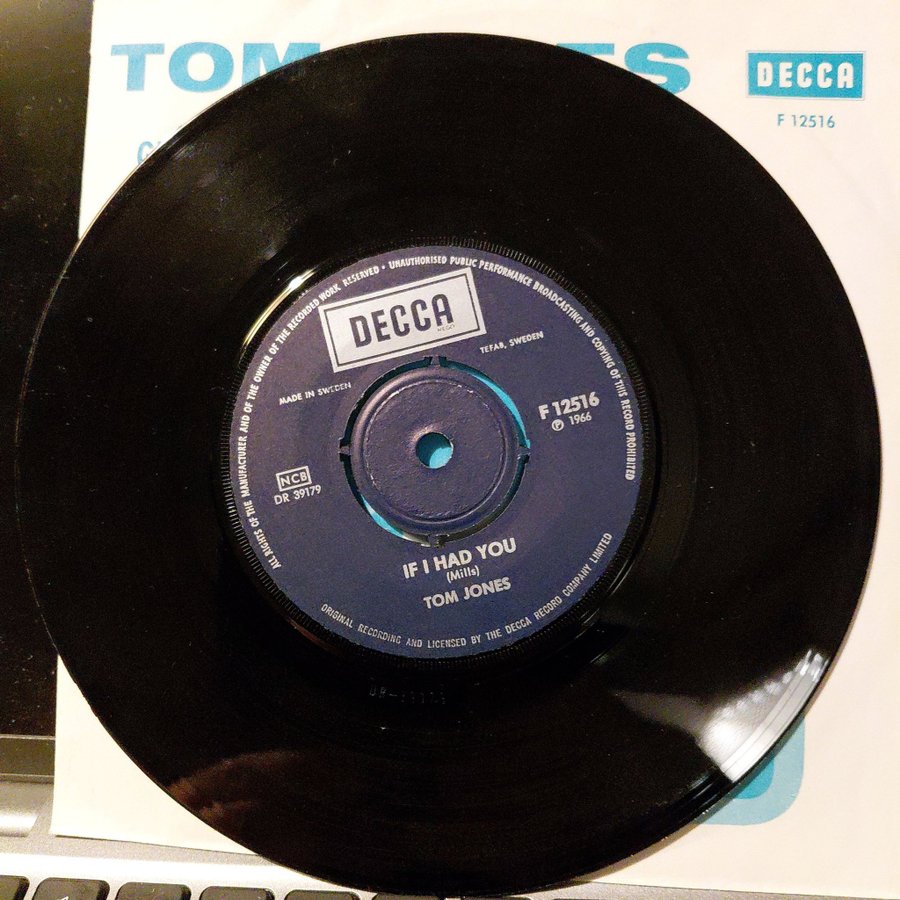 TOM
ES
DECCA
F 12516
ALL RIGHTS OF THE MANUFACTURER AND OF THE OWNER OF THE RECORDED WORK RESERVED • UNAUTHORISED PUBLIC PERFORMANCE BROADCASTING AND COPYING OF THIS RECORD PROHIBITED
DECCA
TEFAB, SWEDEN
MADE IN SWEDEN
F 12516
℗ 1966
NCB
DR 39179
IF I HAD YOU
(Mills)
TOM JONES
ORIGINAL RECORDING AND LICENSED BY THE DECCA RECORD COMPANY LIMITED